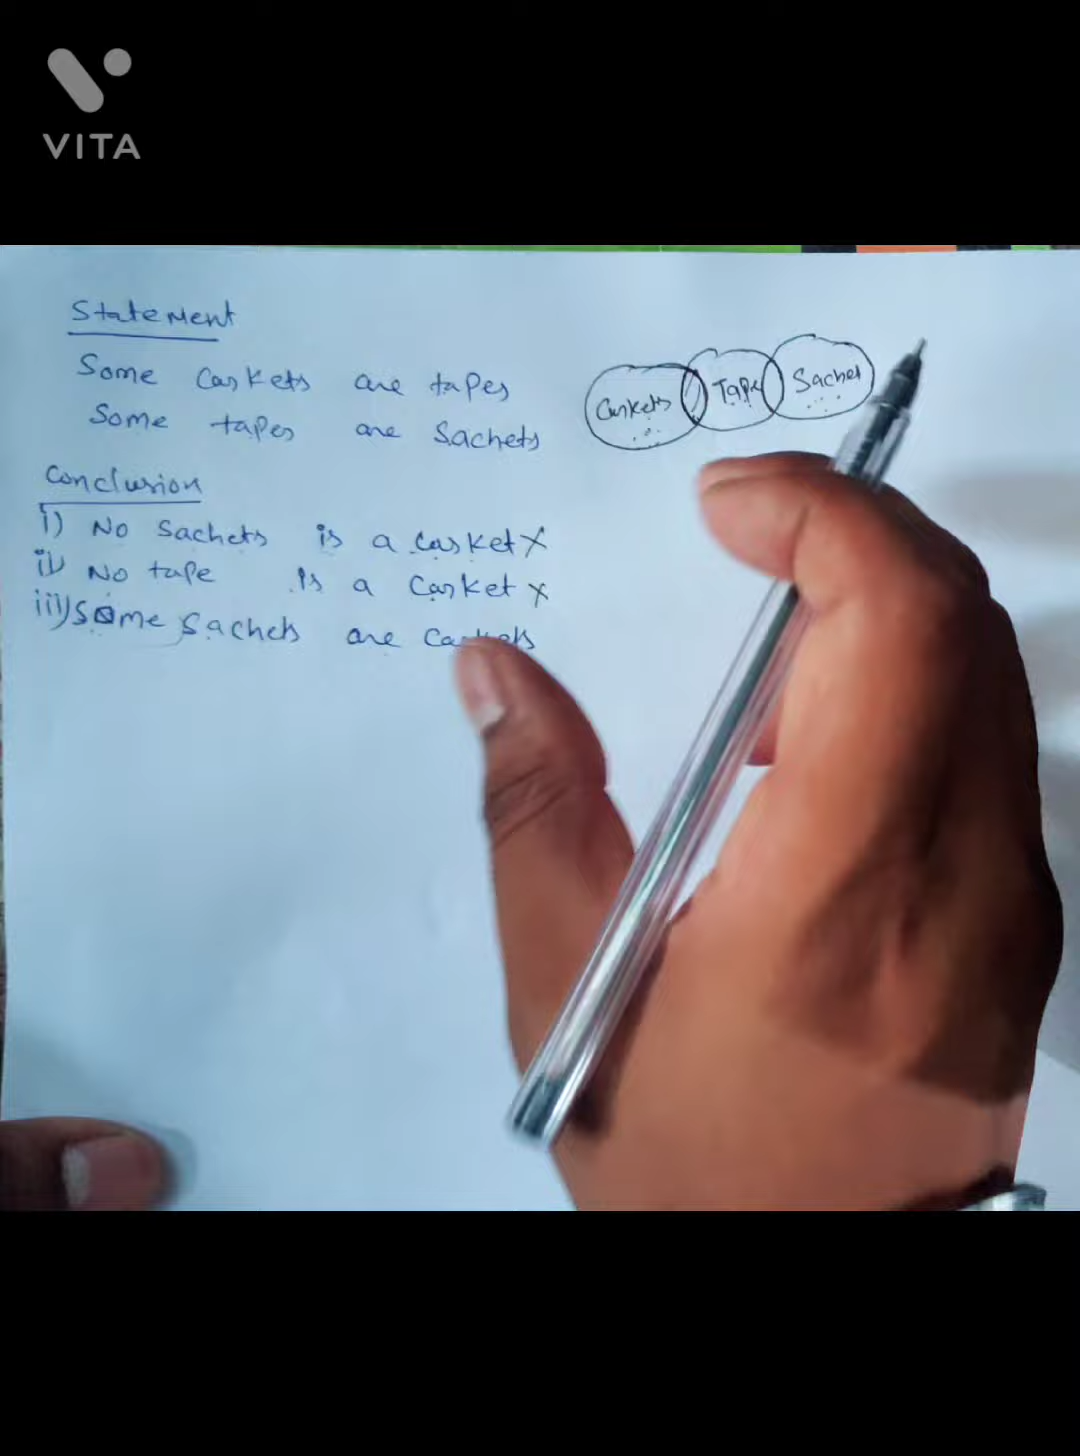 VITA
Statement
Some Caskets are tapes
Some tapes are Sachets
Caskets Tape Sachet
Conclusion
i) No Sachets is a Casket X
ii) No tape is a Casket x
iii) Some Sachets are Caskets